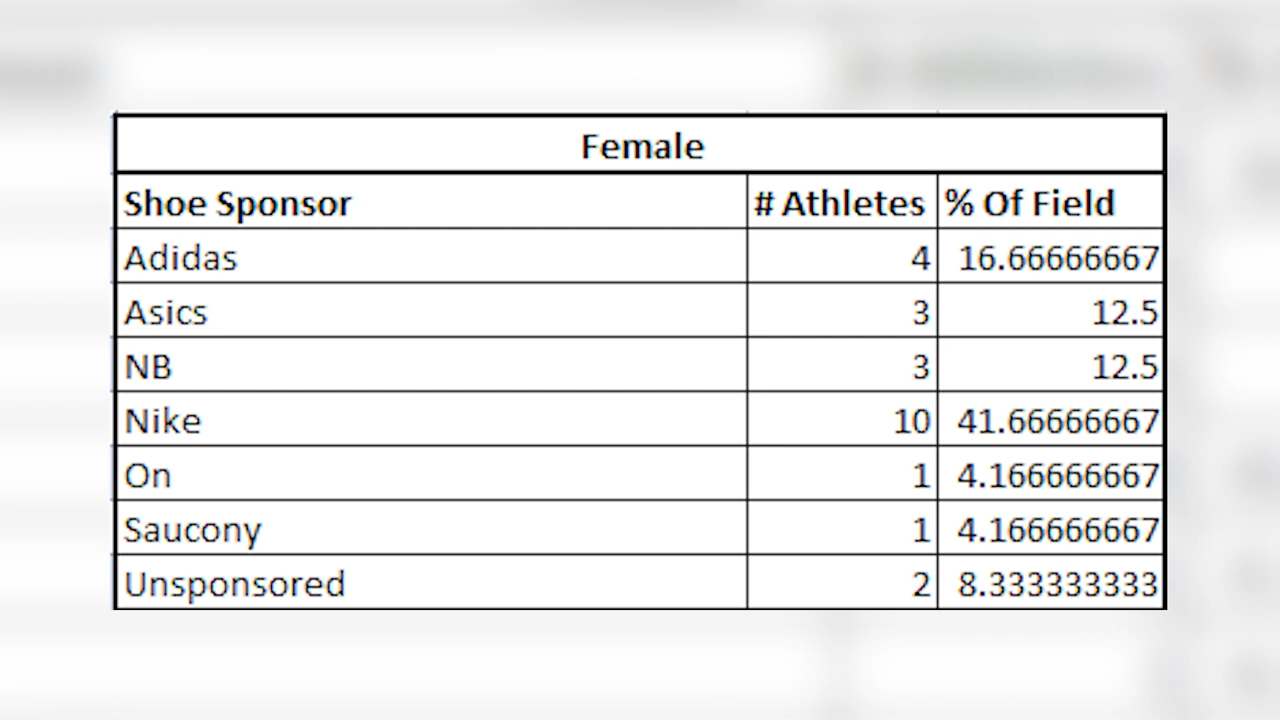 Female
Shoe Sponsor # Athletes % Of Field
Adidas 4 16.66666667
Asics 3 12.5
NB 3 12.5
Nike 10 41.66666667
On 1 4.166666667
Saucony 1 4.166666667
Unsponsored 2 8.333333333